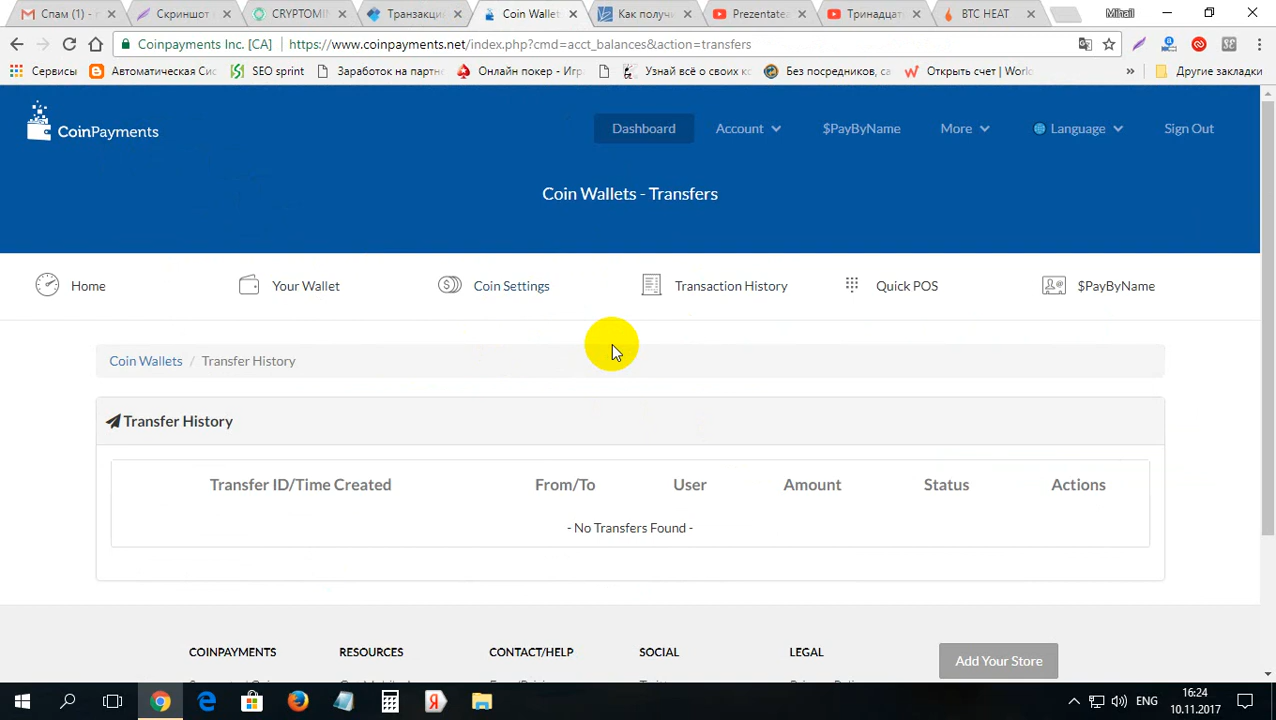 Спам (1) -
Скриншот
CRYPTOMIN
Транзакци
Coin Wallet
Как получ
Prezentatea
Тринадцат
BTC HEAT
Mihail
Coinpayments Inc. [CA]
https://www.coinpayments.net/index.php?cmd=acct_balances&action=transfers
Сервисы
Автоматическая Сис
SEO sprint
Заработок на партн
Онлайн покер - Игр
Узнай всё о своих ко
Без посредников, са
Открыть счет | Worl
»
Другие закладки
CoinPayments
Dashboard
Account
$PayByName
More
Language
Sign Out
Coin Wallets - Transfers
Home
Your Wallet
Coin Settings
Transaction History
Quick POS
$PayByName
Coin Wallets / Transfer History
Transfer History
Transfer ID/Time Created
From/To
User
Amount
Status
Actions
- No Transfers Found -
COINPAYMENTS
RESOURCES
CONTACT/HELP
SOCIAL
LEGAL
Add Your Store
ENG
16:24
10.11.2017